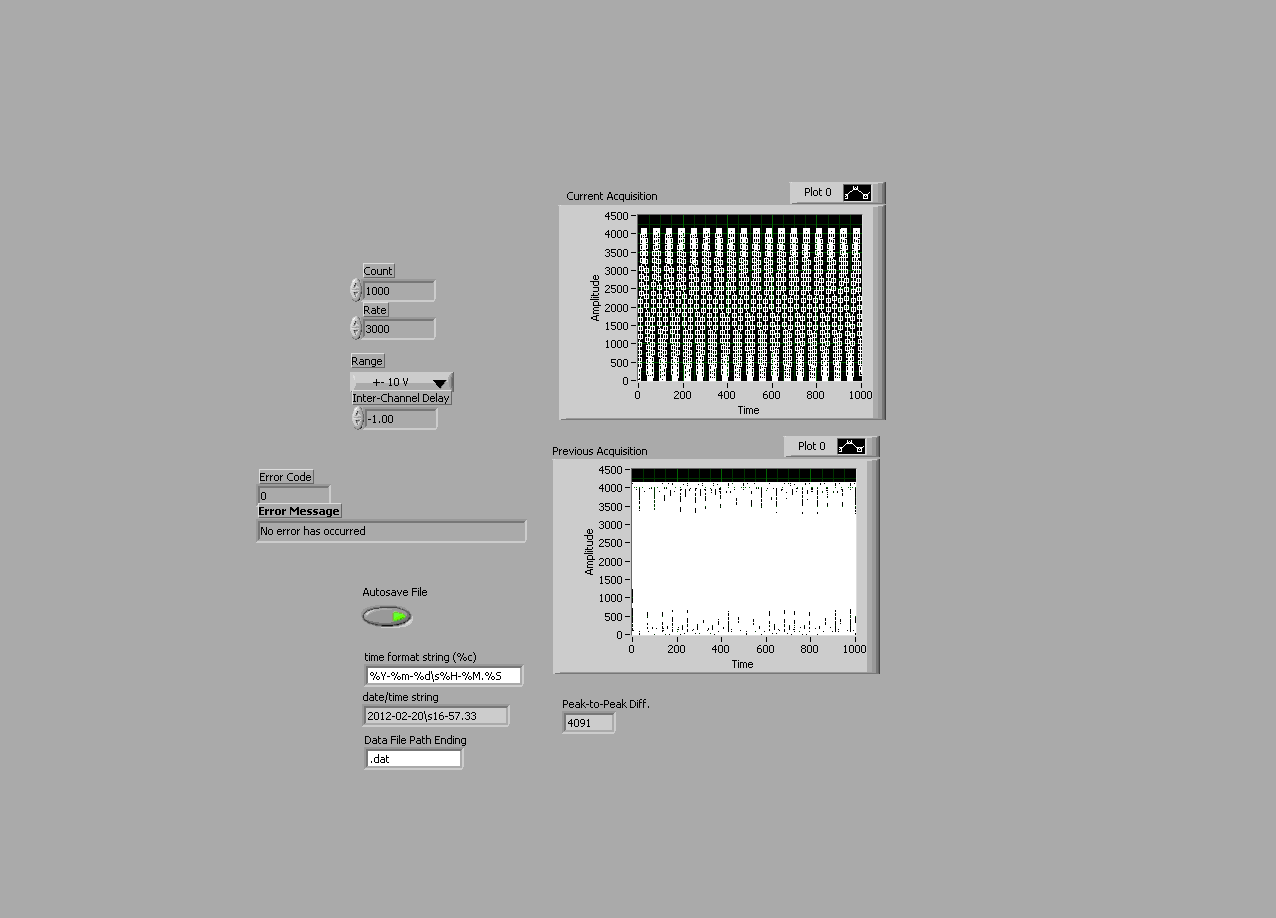 Current Acquisition
Plot 0
4500
4000
3500
3000
2500
2000
1500
1000
500
0
Amplitude
0 200 400 600 800 1000
Time
Count
1000
Rate
3000
Range
+- 10 V
Inter-Channel Delay
-1.00
Previous Acquisition
Plot 0
4500
4000
3500
3000
2500
2000
1500
1000
500
0
Amplitude
0 200 400 600 800 1000
Time
Error Code
0
Error Message
No error has occurred
Autosave File
time format string (%c)
%Y-%m-%d\s%H-%M.%S
date/time string
2012-02-20\s16-57.33
Data File Path Ending
.dat
Peak-to-Peak Diff.
4091